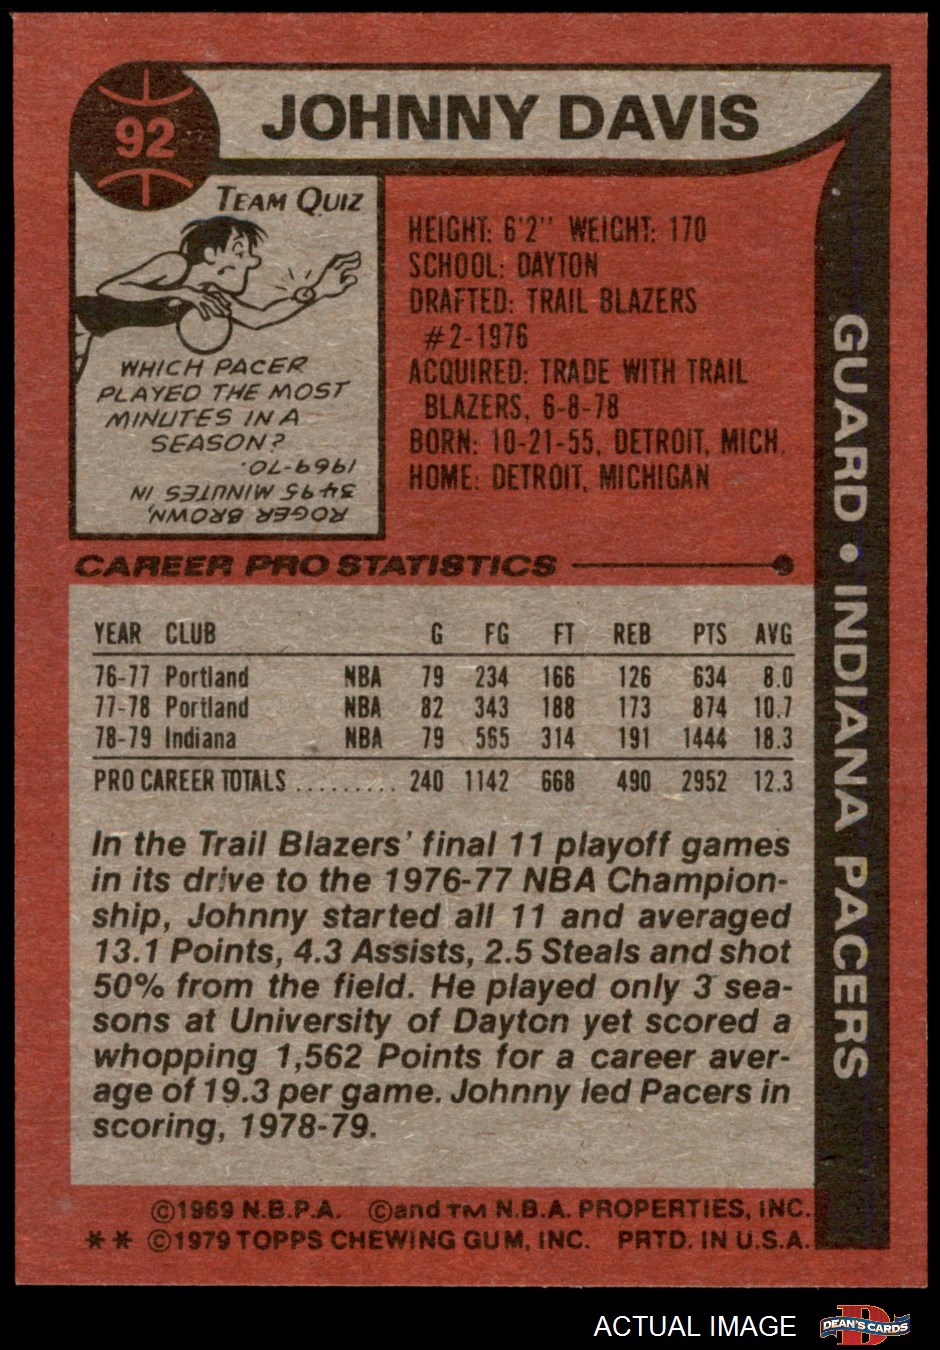 92
JOHNNY DAVIS
TEAM QUIZ
WHICH PACER
PLAYED THE MOST
MINUTES IN A
SEASON?
ROGER BROWN,
3495 MINUTES IN
1969-70.
HEIGHT: 6'2" WEIGHT: 170
SCHOOL: DAYTON
DRAFTED: TRAIL BLAZERS
#2-1976
ACQUIRED: TRADE WITH TRAIL
BLAZERS, 6-8-78
BORN: 10-21-55, DETROIT, MICH.
HOME: DETROIT, MICHIGAN
GUARD • INDIANA PACERS
CAREER PRO STATISTICS
YEAR CLUB G FG FT REB PTS AVG
76-77 Portland NBA 79 234 166 126 634 8.0
77-78 Portland NBA 82 343 188 173 874 10.7
78-79 Indiana NBA 79 565 314 191 1444 18.3
PRO CAREER TOTALS .......... 240 1142 668 490 2952 12.3
In the Trail Blazers' final 11 playoff games
in its drive to the 1976-77 NBA Champion-
ship, Johnny started all 11 and averaged
13.1 Points, 4.3 Assists, 2.5 Steals and shot
50% from the field. He played only 3 sea-
sons at University of Dayton yet scored a
whopping 1,562 Points for a career aver-
age of 19.3 per game. Johnny led Pacers in
scoring, 1978-79.
©1969 N.B.P.A. ©and TM N.B.A. PROPERTIES, INC.
** ©1979 TOPPS CHEWING GUM, INC. PRTD. IN U.S.A.
ACTUAL IMAGE
DEAN'S CARDS